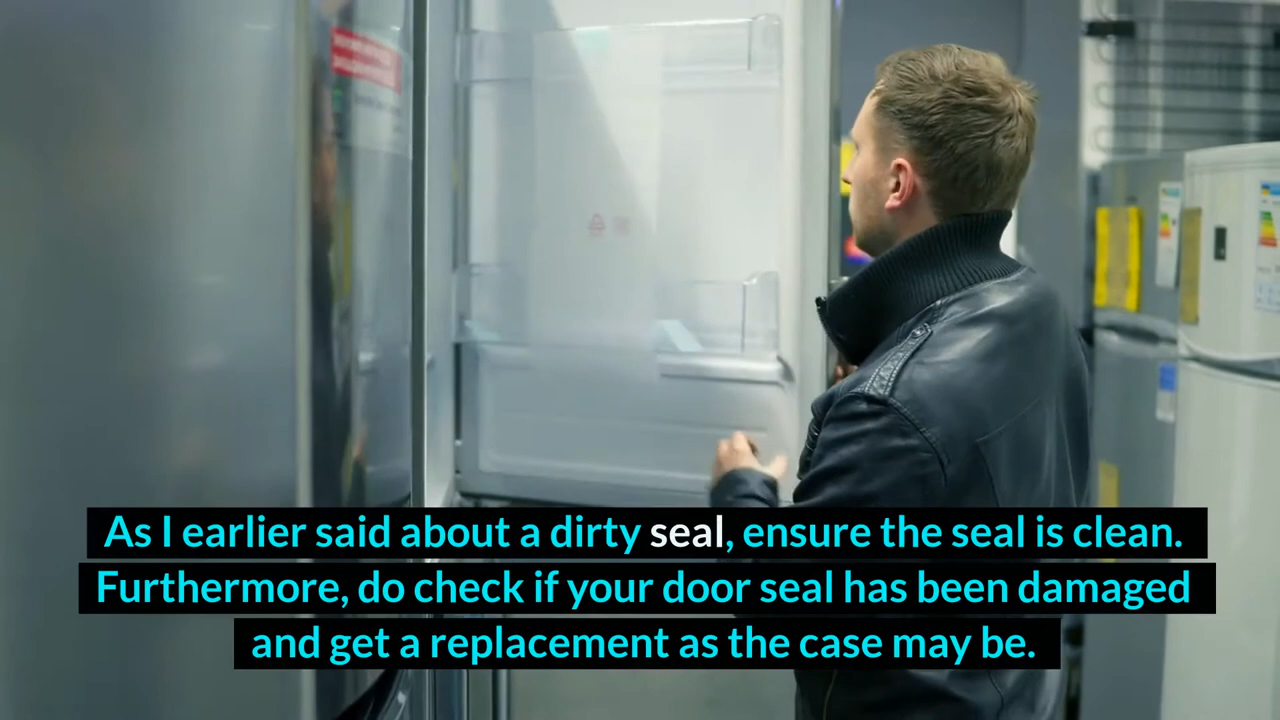 As I earlier said about a dirty seal, ensure the seal is clean.
Furthermore, do check if your door seal has been damaged
and get a replacement as the case may be.